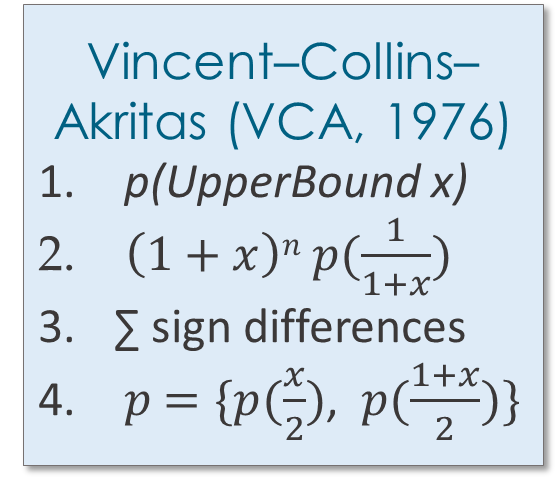 Vincent–Collins–
Akritas (VCA, 1976)
1. p(UpperBound x)
2. (1 + x)ⁿ p(1/(1+x))
3. ∑ sign differences
4. p = {p(x/2), p((1+x)/2)}